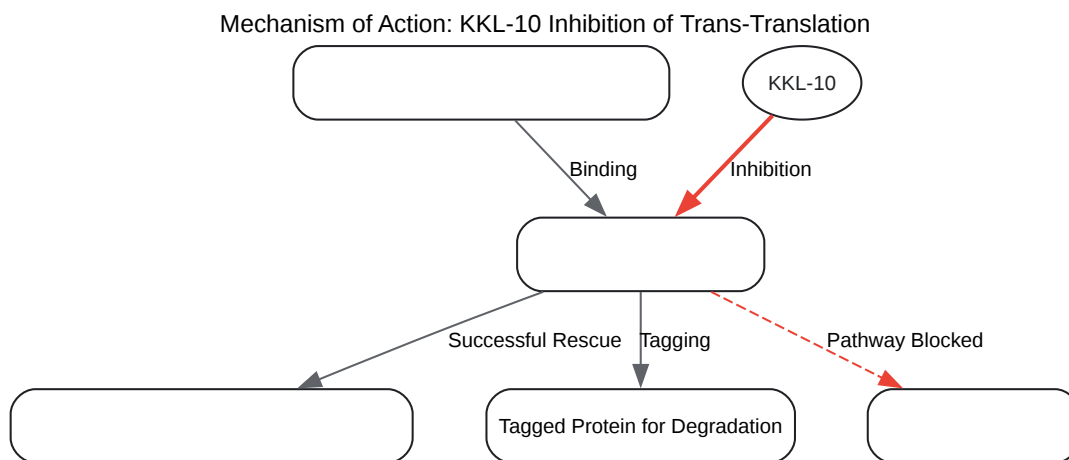 Mechanism of Action: KKL-10 Inhibition of Trans-Translation
KKL-10
Binding
Inhibition
Successful Rescue
Tagging
Pathway Blocked
Tagged Protein for Degradation